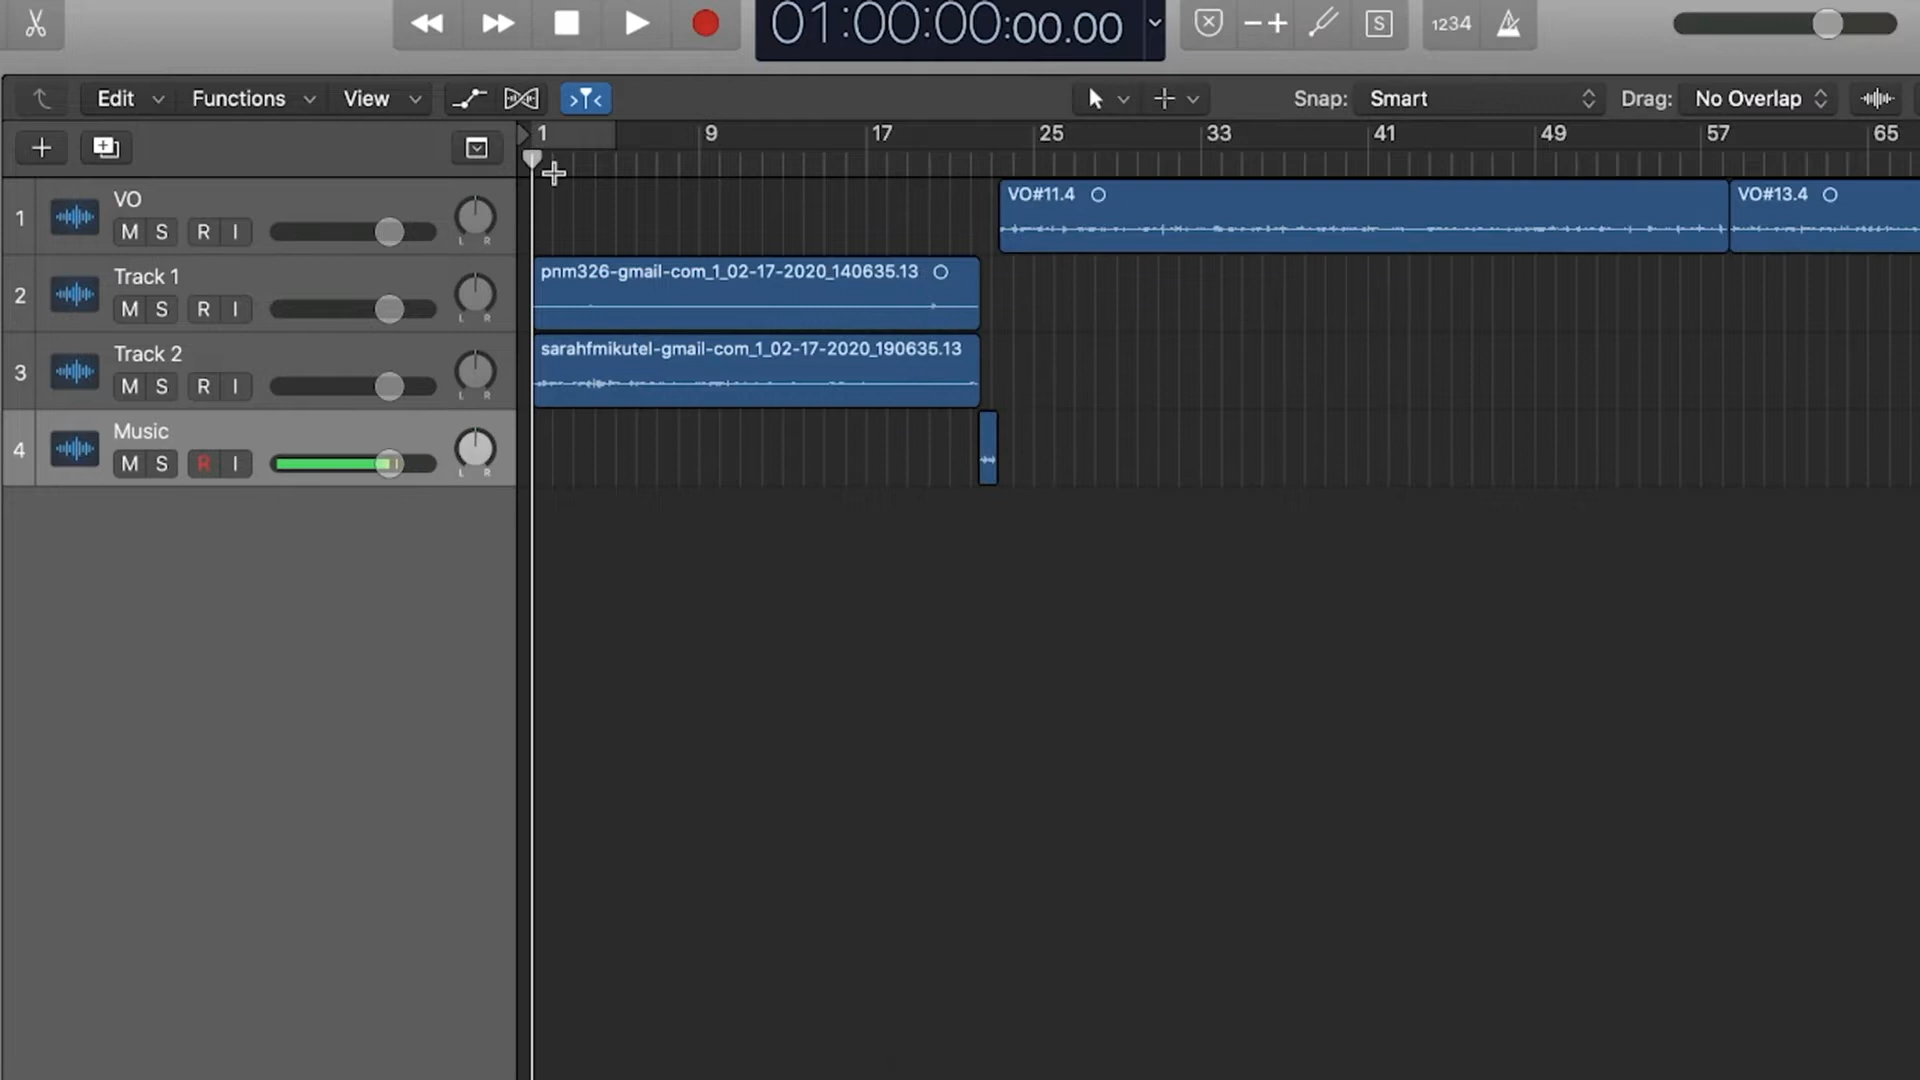 01:00:00:00.00
S
1234
Edit
Functions
View
Snap:
Smart
Drag:
No Overlap
1
9
17
25
33
41
49
57
65
1
VO
M S R I
L R
VO#11.4
VO#13.4
2
Track 1
M S R I
L R
pnm326-gmail-com_1_02-17-2020_140635.13
3
Track 2
M S R I
L R
sarahfmikutel-gmail-com_1_02-17-2020_190635.13
4
Music
M S R I
L R